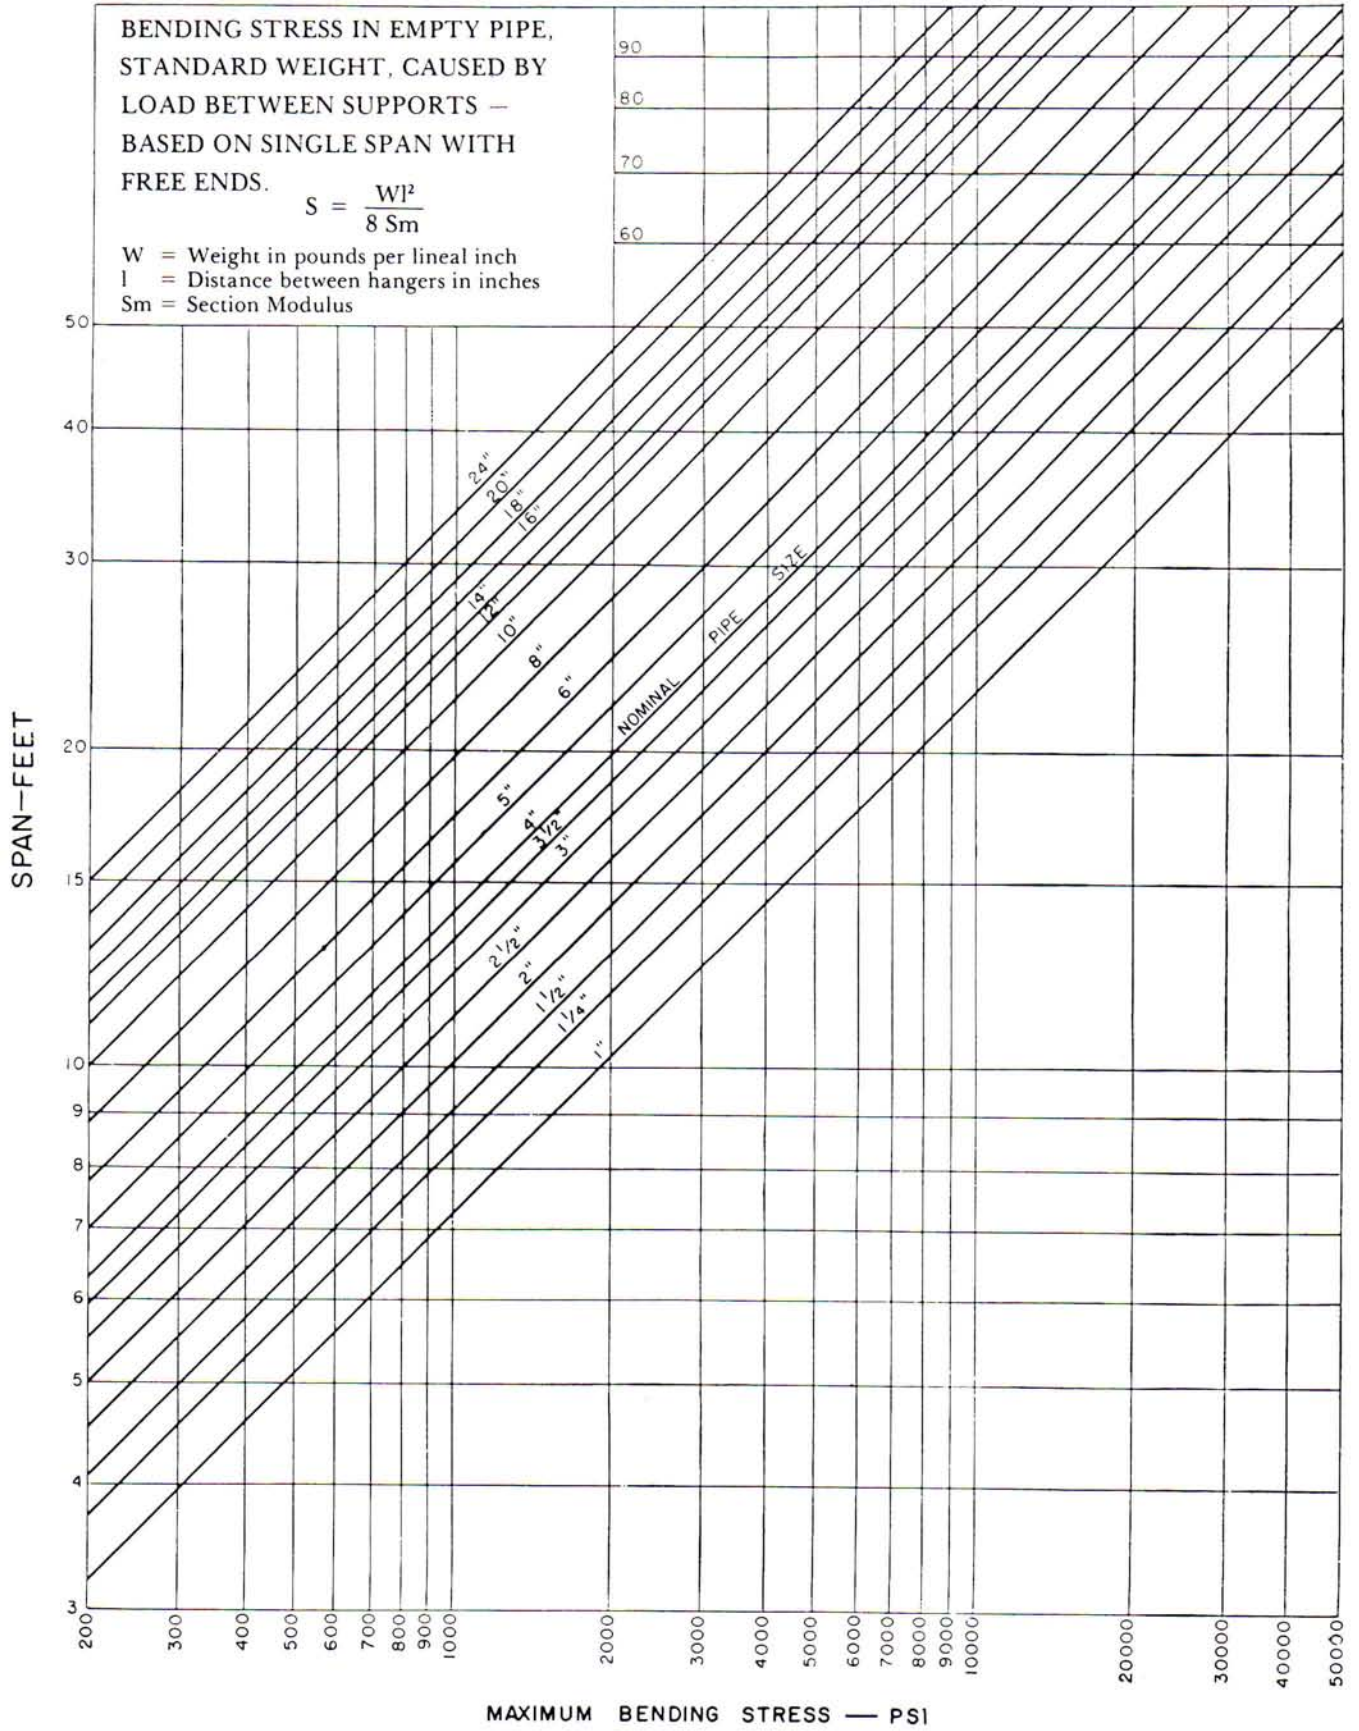 BENDING STRESS IN EMPTY PIPE,
STANDARD WEIGHT, CAUSED BY
LOAD BETWEEN SUPPORTS —
BASED ON SINGLE SPAN WITH
FREE ENDS.
S = Wl²
8 Sm
W = Weight in pounds per lineal inch
l = Distance between hangers in inches
Sm = Section Modulus
90
80
70
60
50
40
30
20
15
10
9
8
7
6
5
4
3
SPAN—FEET
24"
20"
18"
16"
14"
12"
10"
8"
6"
5"
4"
3 1/2"
3"
2 1/2"
2"
1 1/2"
1 1/4"
1"
NOMINAL PIPE SIZE
200 300 400 500 600 700 800 900 1000 2000 3000 4000 5000 6000 7000 8000 9000 10000 20000 30000 40000 50000
MAXIMUM BENDING STRESS — PSI